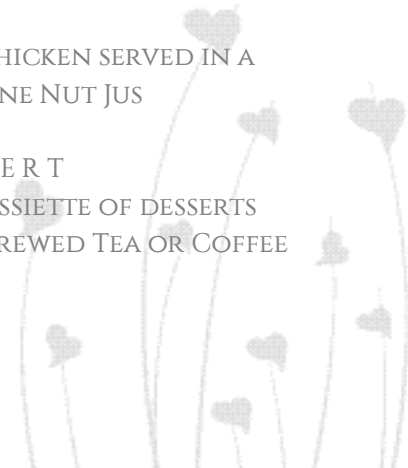 HICKEN SERVED IN A
NE NUT JUS
E R T
SSIETTE OF DESSERTS
REWED TEA OR COFFEE